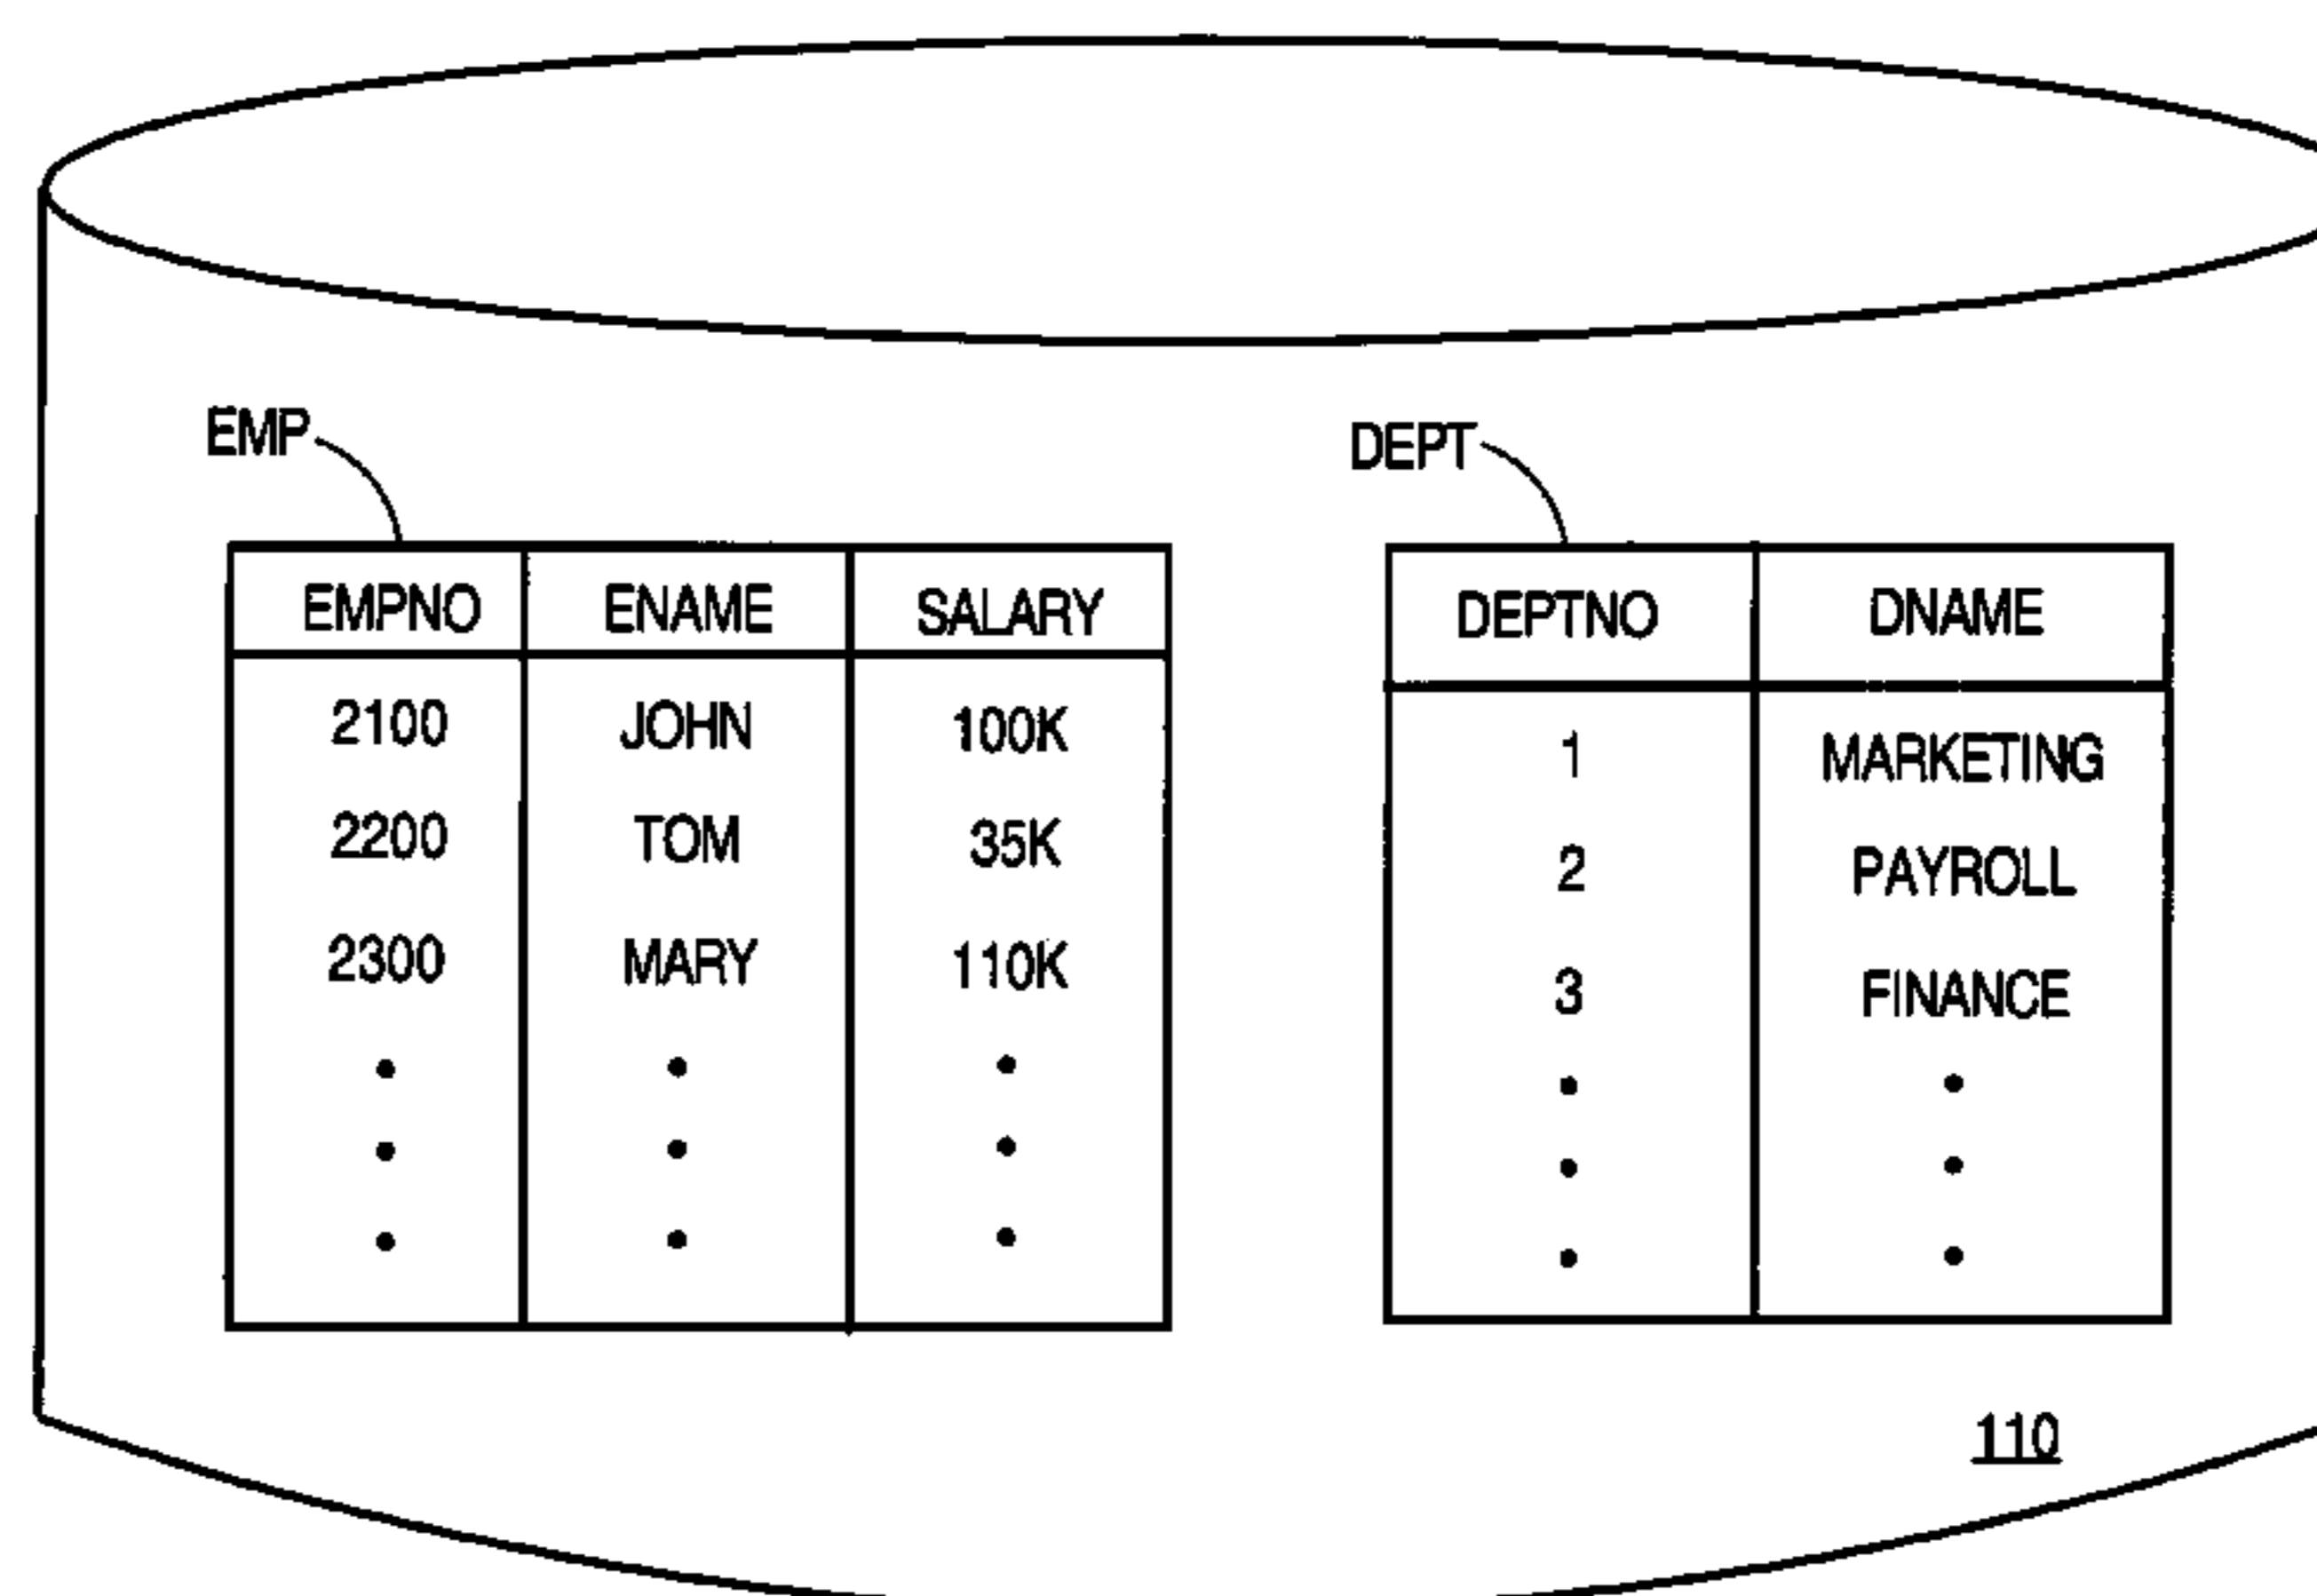 EMP
EMPNO ENAME SALARY
2100 JOHN 100K
2200 TOM 35K
2300 MARY 110K
DEPT
DEPTNO DNAME
1 MARKETING
2 PAYROLL
3 FINANCE
110